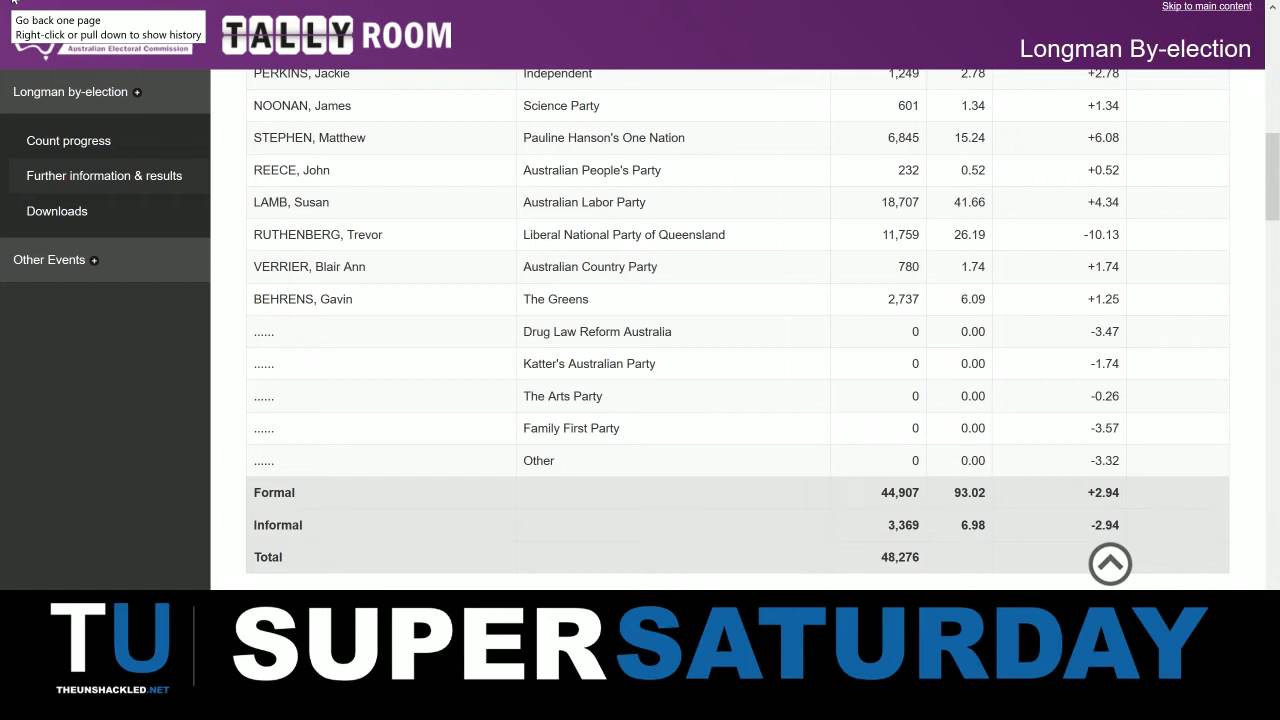 Skip to main content
Go back one page
Right-click or pull down to show history
Australian Electoral Commission
TALLY ROOM
Longman By-election
Longman by-election
Count progress
Further information & results
Downloads
Other Events
PERKINS, Jackie Independent 1,249 2.78 +2.78
NOONAN, James Science Party 601 1.34 +1.34
STEPHEN, Matthew Pauline Hanson's One Nation 6,845 15.24 +6.08
REECE, John Australian People's Party 232 0.52 +0.52
LAMB, Susan Australian Labor Party 18,707 41.66 +4.34
RUTHENBERG, Trevor Liberal National Party of Queensland 11,759 26.19 -10.13
VERRIER, Blair Ann Australian Country Party 780 1.74 +1.74
BEHRENS, Gavin The Greens 2,737 6.09 +1.25
...... Drug Law Reform Australia 0 0.00 -3.47
...... Katter's Australian Party 0 0.00 -1.74
...... The Arts Party 0 0.00 -0.26
...... Family First Party 0 0.00 -3.57
...... Other 0 0.00 -3.32
Formal 44,907 93.02 +2.94
Informal 3,369 6.98 -2.94
Total 48,276
TU SUPERSATURDAY
THEUNSHACKLED.NET